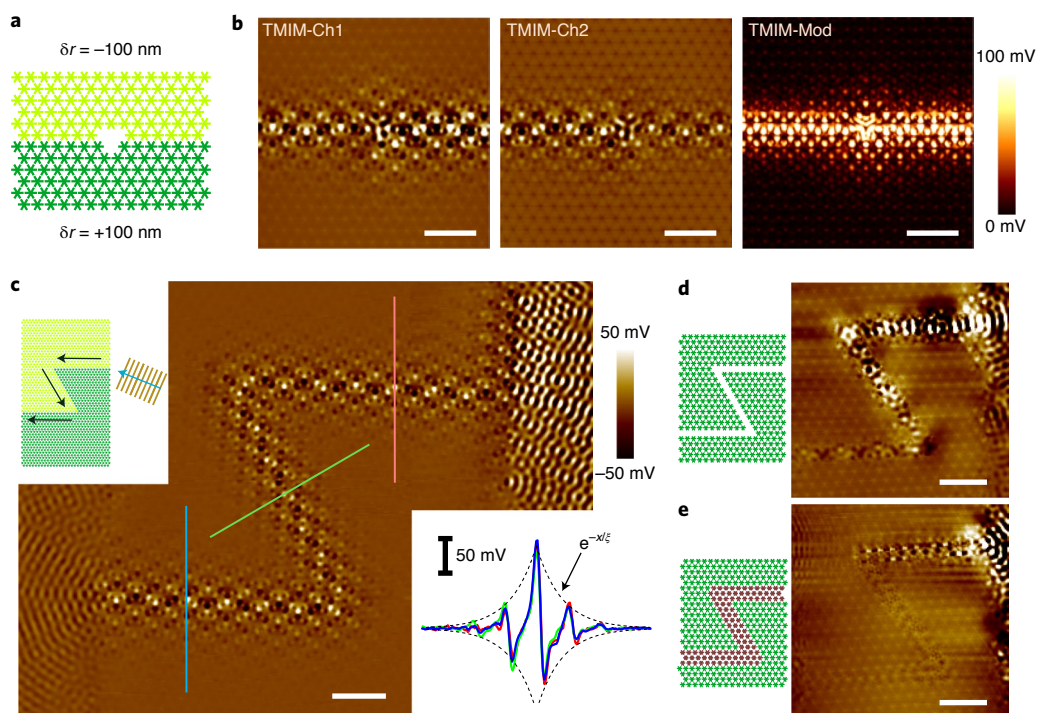 a
δr = –100 nm
δr = +100 nm
b
TMIM-Ch1
TMIM-Ch2
TMIM-Mod
100 mV
0 mV
c
50 mV
–50 mV
50 mV
e–x/ξ
d
e